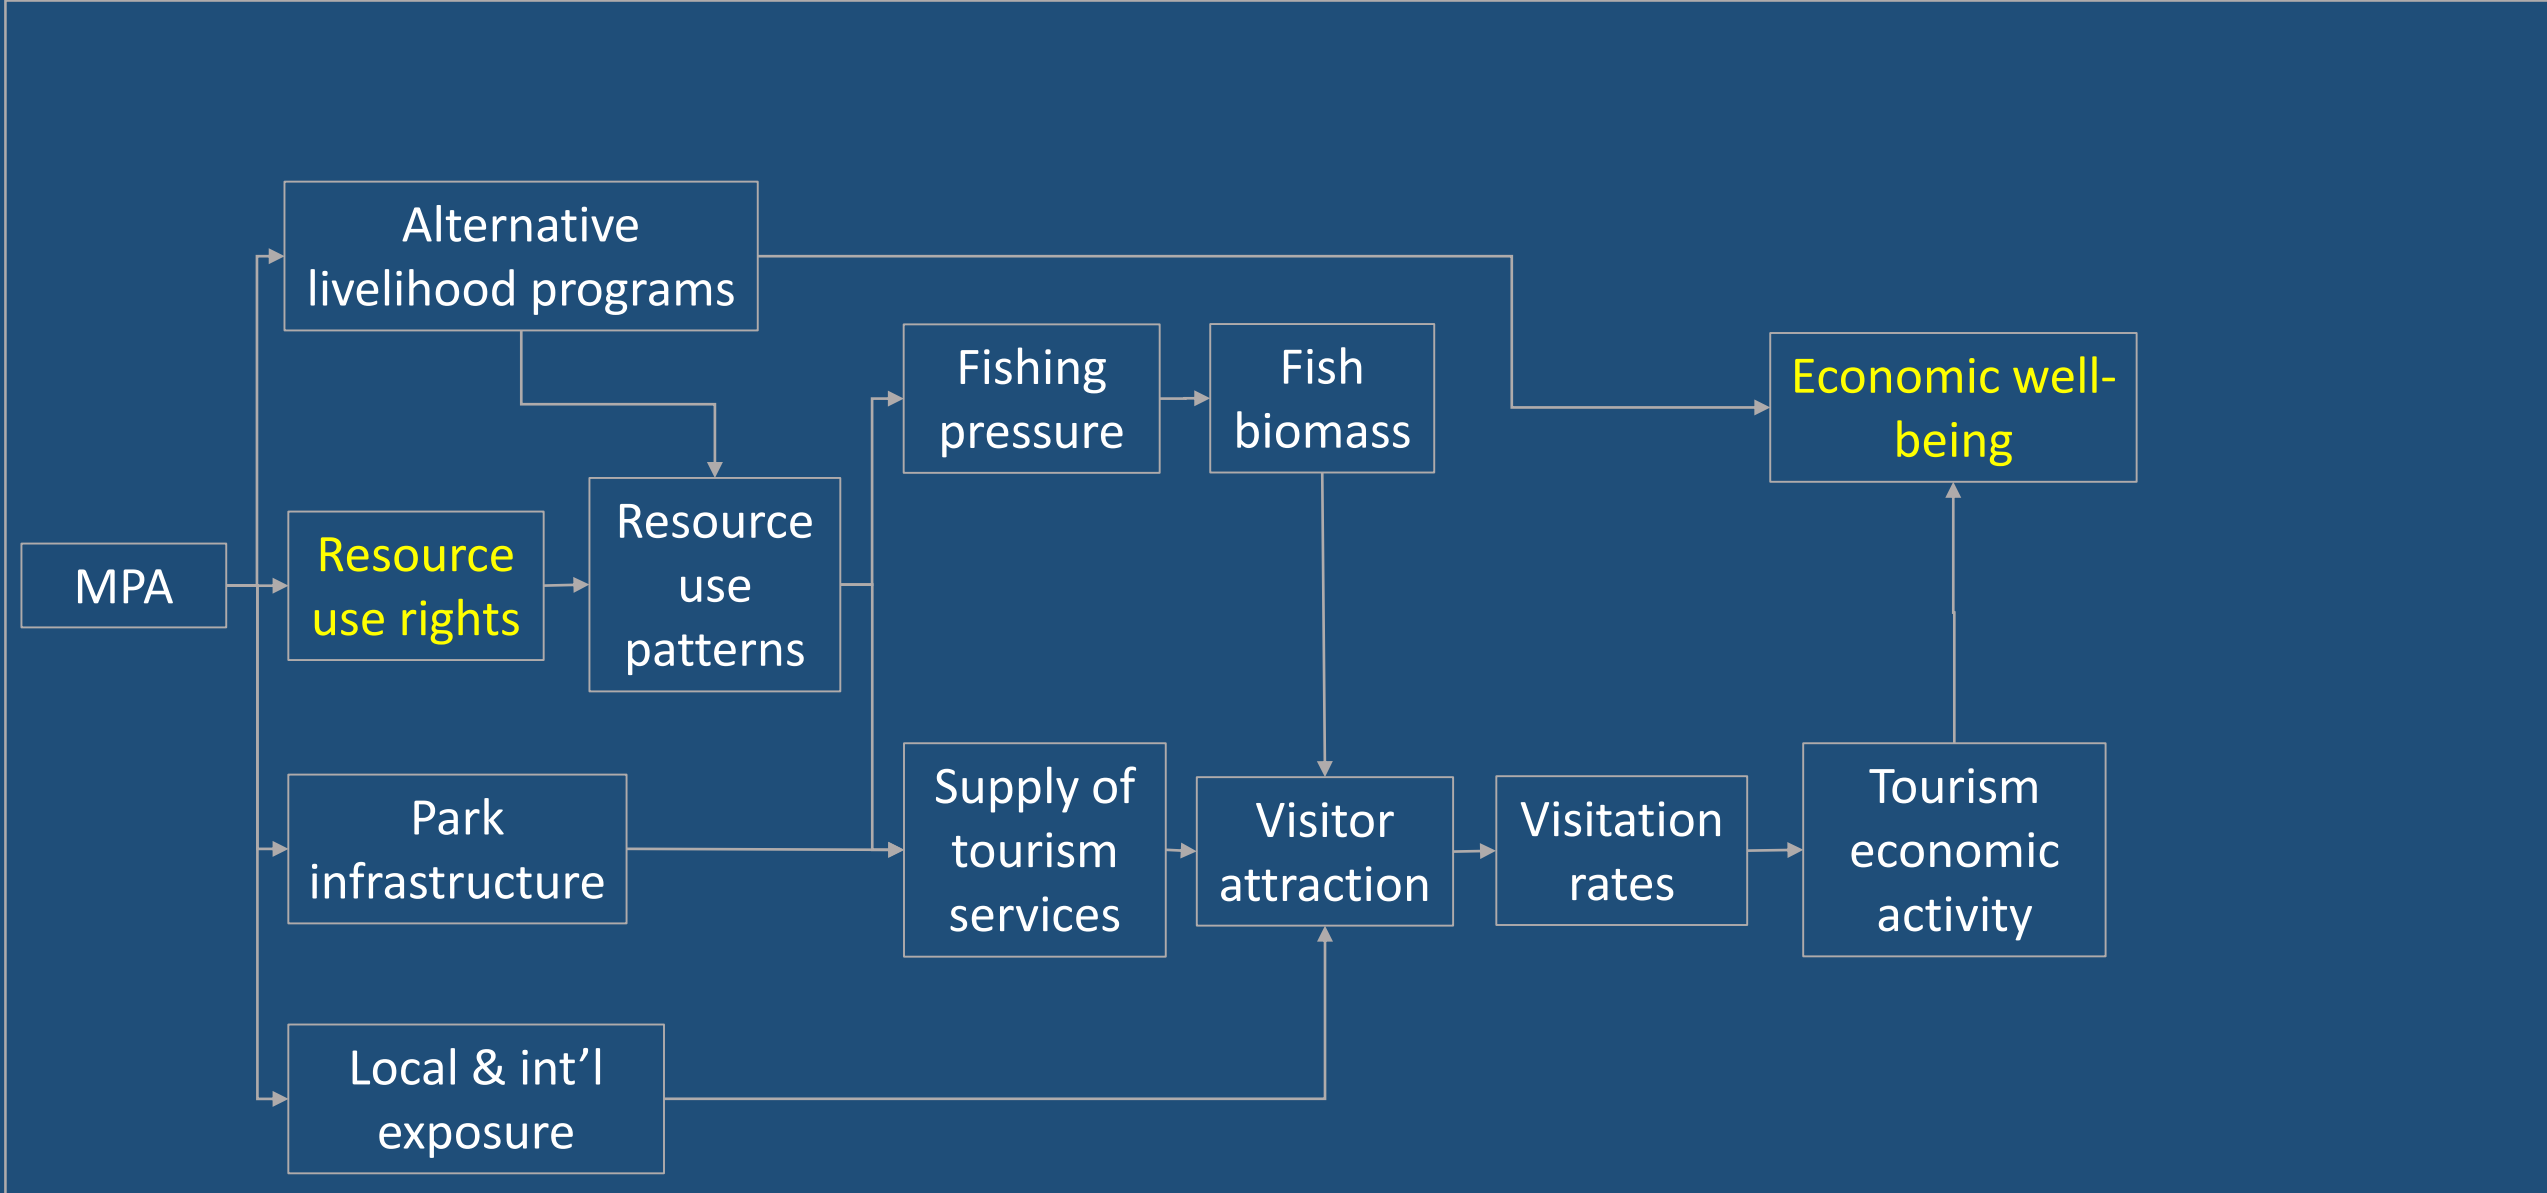 Alternative
livelihood programs
Fishing
pressure
Fish
biomass
Economic well-
being
MPA
Resource
use rights
Resource
use
patterns
Park
infrastructure
Supply of
tourism
services
Visitor
attraction
Visitation
rates
Tourism
economic
activity
Local & int’l
exposure